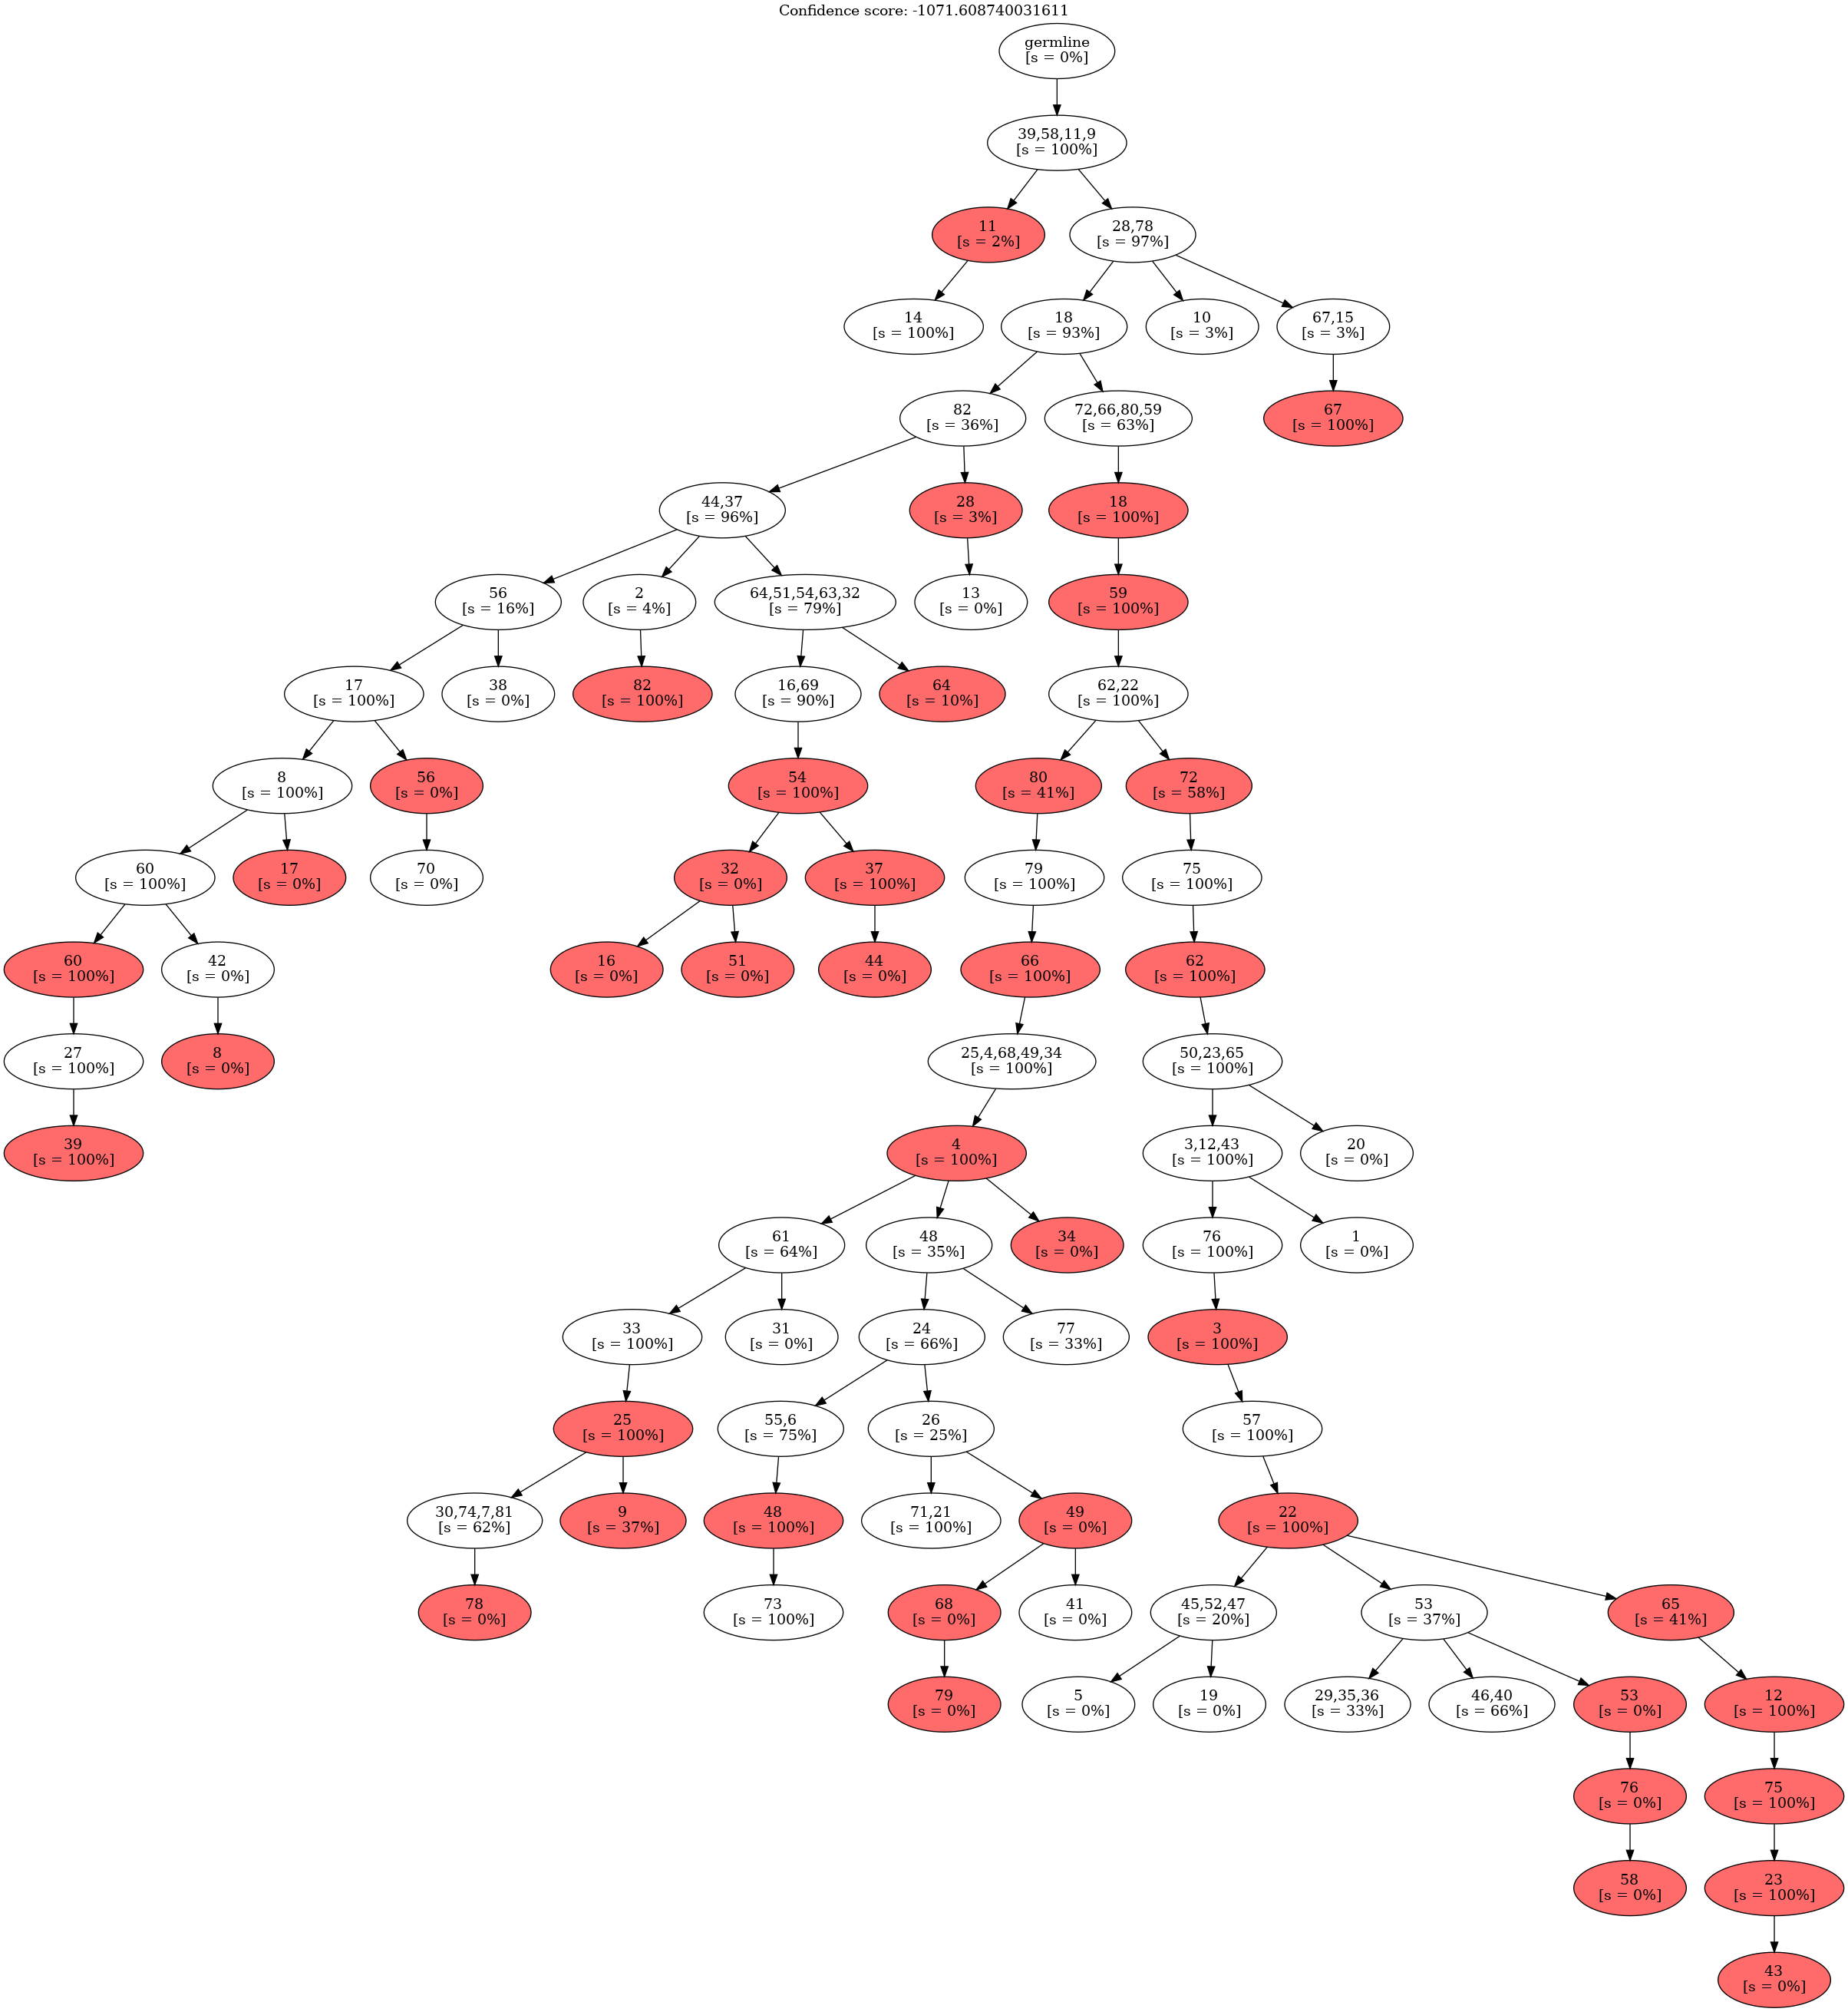 Confidence score: -1071.608740031611
germline
[s = 0%]
39,58,11,9
[s = 100%]
11
[s = 2%]
28,78
[s = 97%]
14
[s = 100%]
18
[s = 93%]
10
[s = 3%]
67,15
[s = 3%]
82
[s = 36%]
72,66,80,59
[s = 63%]
67
[s = 100%]
44,37
[s = 96%]
28
[s = 3%]
18
[s = 100%]
56
[s = 16%]
2
[s = 4%]
64,51,54,63,32
[s = 79%]
13
[s = 0%]
59
[s = 100%]
17
[s = 100%]
38
[s = 0%]
82
[s = 100%]
16,69
[s = 90%]
64
[s = 10%]
62,22
[s = 100%]
8
[s = 100%]
56
[s = 0%]
54
[s = 100%]
80
[s = 41%]
72
[s = 58%]
60
[s = 100%]
17
[s = 0%]
70
[s = 0%]
32
[s = 0%]
37
[s = 100%]
79
[s = 100%]
75
[s = 100%]
60
[s = 100%]
42
[s = 0%]
16
[s = 0%]
51
[s = 0%]
44
[s = 0%]
66
[s = 100%]
62
[s = 100%]
27
[s = 100%]
8
[s = 0%]
25,4,68,49,34
[s = 100%]
50,23,65
[s = 100%]
39
[s = 100%]
4
[s = 100%]
3,12,43
[s = 100%]
20
[s = 0%]
61
[s = 64%]
48
[s = 35%]
34
[s = 0%]
76
[s = 100%]
1
[s = 0%]
33
[s = 100%]
31
[s = 0%]
24
[s = 66%]
77
[s = 33%]
3
[s = 100%]
25
[s = 100%]
55,6
[s = 75%]
26
[s = 25%]
57
[s = 100%]
30,74,7,81
[s = 62%]
9
[s = 37%]
48
[s = 100%]
71,21
[s = 100%]
49
[s = 0%]
22
[s = 100%]
78
[s = 0%]
73
[s = 100%]
68
[s = 0%]
41
[s = 0%]
45,52,47
[s = 20%]
53
[s = 37%]
65
[s = 41%]
79
[s = 0%]
5
[s = 0%]
19
[s = 0%]
29,35,36
[s = 33%]
46,40
[s = 66%]
53
[s = 0%]
12
[s = 100%]
76
[s = 0%]
75
[s = 100%]
58
[s = 0%]
23
[s = 100%]
43
[s = 0%]